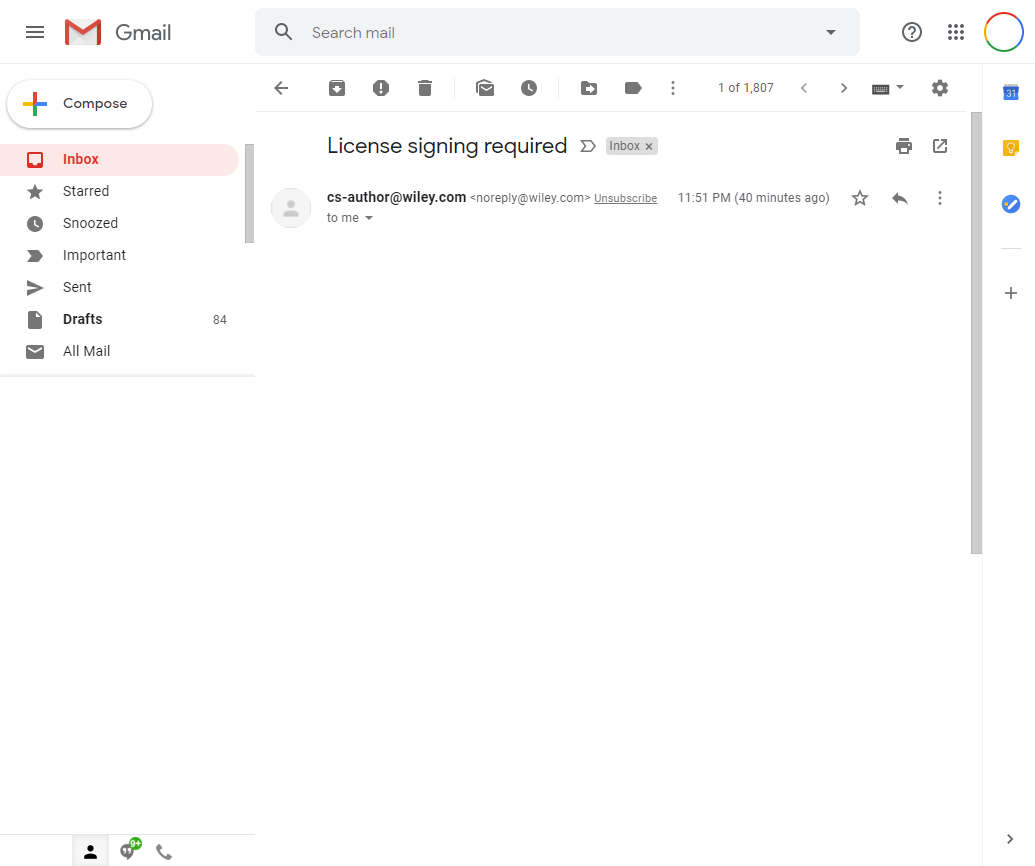 Gmail
Search mail
Compose
1 of 1,807
31
Inbox
Starred
Snoozed
Important
Sent
Drafts 84
All Mail
License signing required Inbox ×
cs-author@wiley.com <noreply@wiley.com> Unsubscribe 11:51 PM (40 minutes ago)
to me
9+